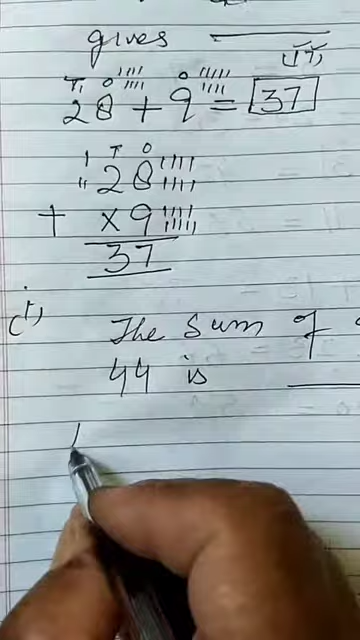 gives
T O O
28 + 9 = 37
T O
28
+ x 9
37
The sum of
44 is